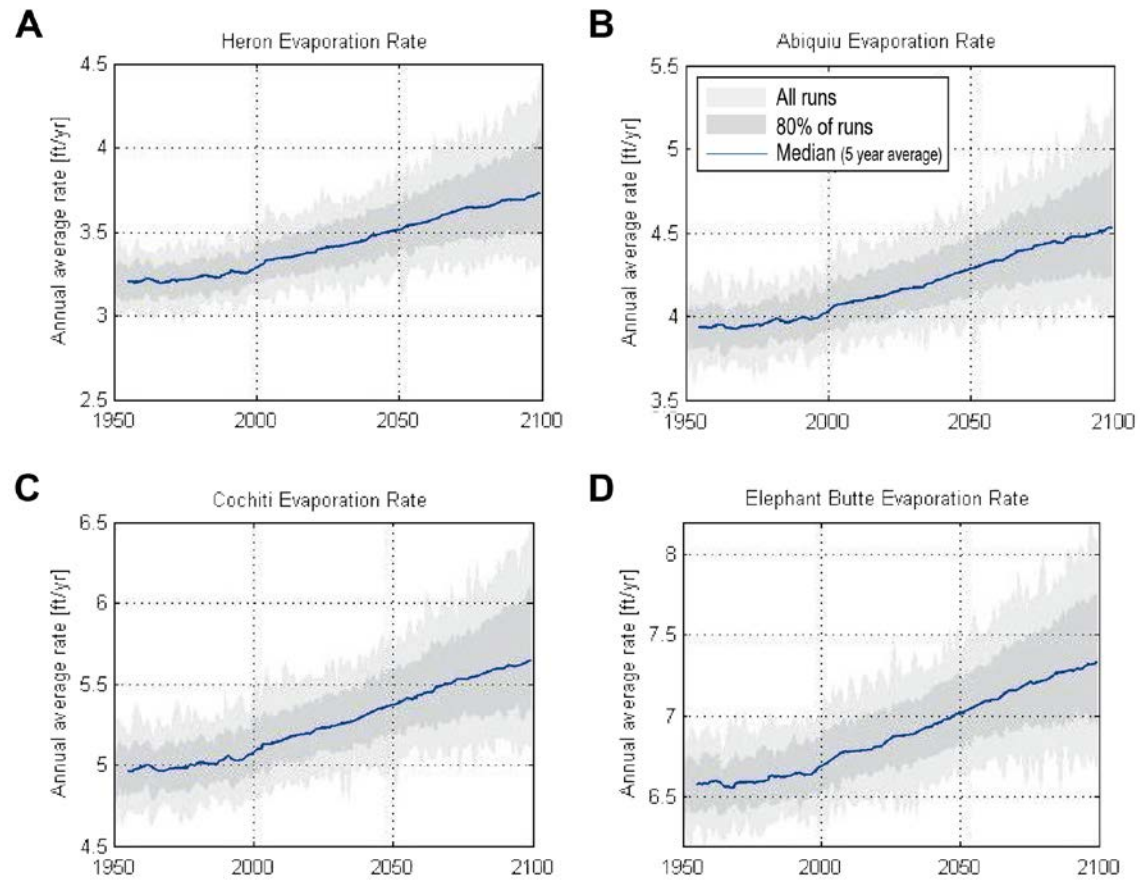 A
Heron Evaporation Rate
Annual average rate [ft/yr]
4.5
4
3.5
3
2.5
1950 2000 2050 2100
B
Abiquiu Evaporation Rate
Annual average rate [ft/yr]
5.5
5
4.5
4
3.5
All runs
80% of runs
Median (5 year average)
1950 2000 2050 2100
C
Cochiti Evaporation Rate
Annual average rate [ft/yr]
6.5
6
5.5
5
4.5
1950 2000 2050 2100
D
Elephant Butte Evaporation Rate
Annual average rate [ft/yr]
8
7.5
7
6.5
1950 2000 2050 2100